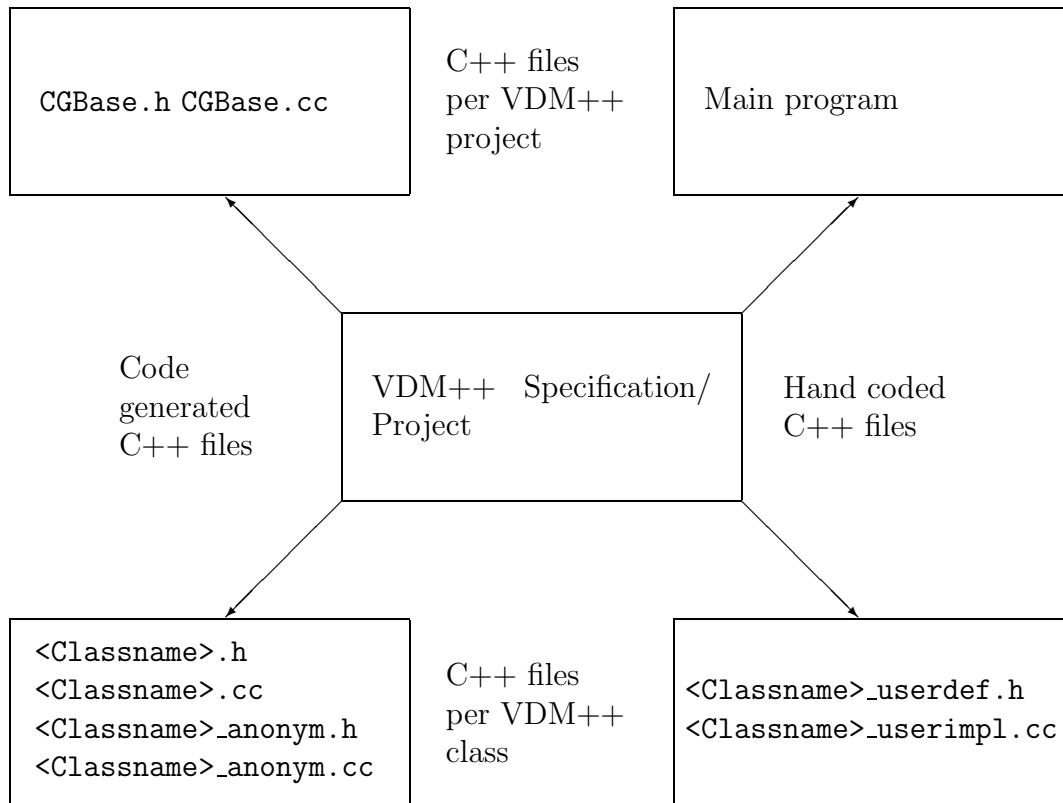 CGBase.h CGBase.cc
C++ files
per VDM++
project
Main program
Code
generated
C++ files
VDM++ Specification/
Project
Hand coded
C++ files
<Classname>.h
<Classname>.cc
<Classname>_anonym.h
<Classname>_anonym.cc
C++ files
per VDM++
class
<Classname>_userdef.h
<Classname>_userimpl.cc